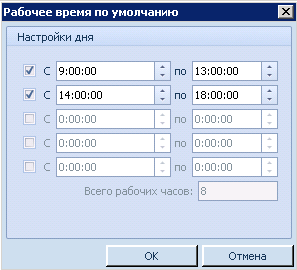 Рабочее время по умолчанию
Настройки дня
С 9:00:00 по 13:00:00
С 14:00:00 по 18:00:00
С 0:00:00 по 0:00:00
С 0:00:00 по 0:00:00
С 0:00:00 по 0:00:00
Всего рабочих часов: 8
ОК Отмена